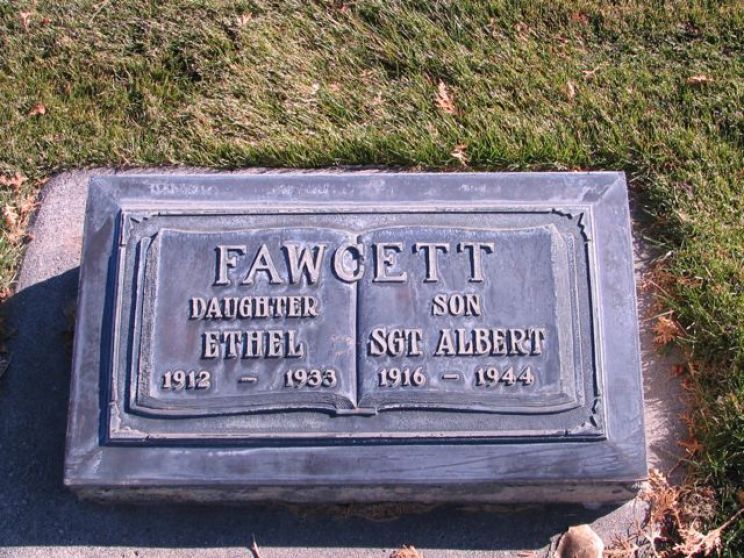 FAWCETT
DAUGHTER SON
ETHEL SGT ALBERT
1912 - 1933 1916 - 1944